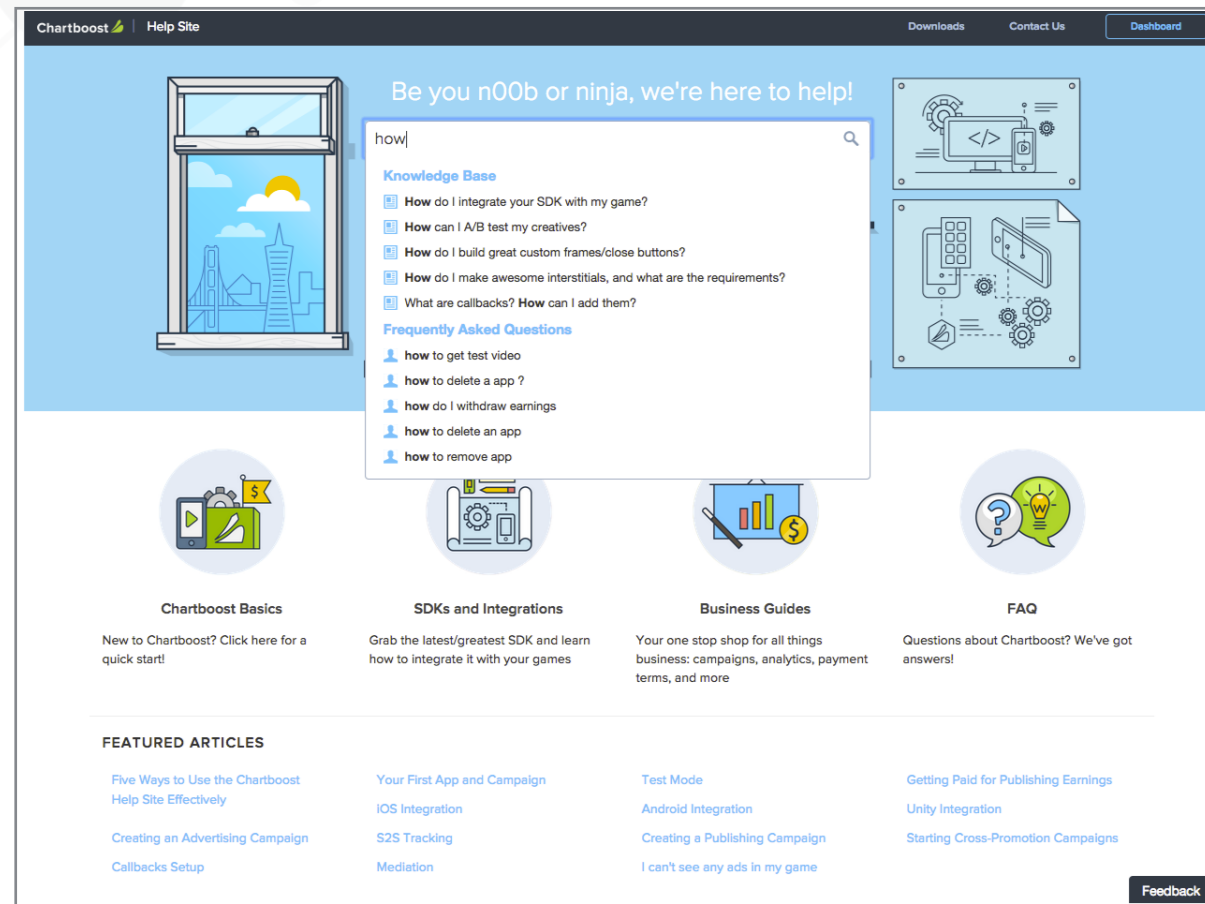 Chartboost Help Site Downloads Contact Us Dashboard
Be you n00b or ninja, we're here to help!
how
Knowledge Base
How do I integrate your SDK with my game?
How can I A/B test my creatives?
How do I build great custom frames/close buttons?
How do I make awesome interstitials, and what are the requirements?
What are callbacks? How can I add them?
Frequently Asked Questions
how to get test video
how to delete a app ?
how do I withdraw earnings
how to delete an app
how to remove app
</>
$
$
?
W
Chartboost Basics
New to Chartboost? Click here for a
quick start!
SDKs and Integrations
Grab the latest/greatest SDK and learn
how to integrate it with your games
Business Guides
Your one stop shop for all things
business: campaigns, analytics, payment
terms, and more
FAQ
Questions about Chartboost? We've got
answers!
FEATURED ARTICLES
Five Ways to Use the Chartboost
Help Site Effectively
Creating an Advertising Campaign
Callbacks Setup
Your First App and Campaign
iOS Integration
S2S Tracking
Mediation
Test Mode
Android Integration
Creating a Publishing Campaign
I can't see any ads in my game
Getting Paid for Publishing Earnings
Unity Integration
Starting Cross-Promotion Campaigns
Feedback